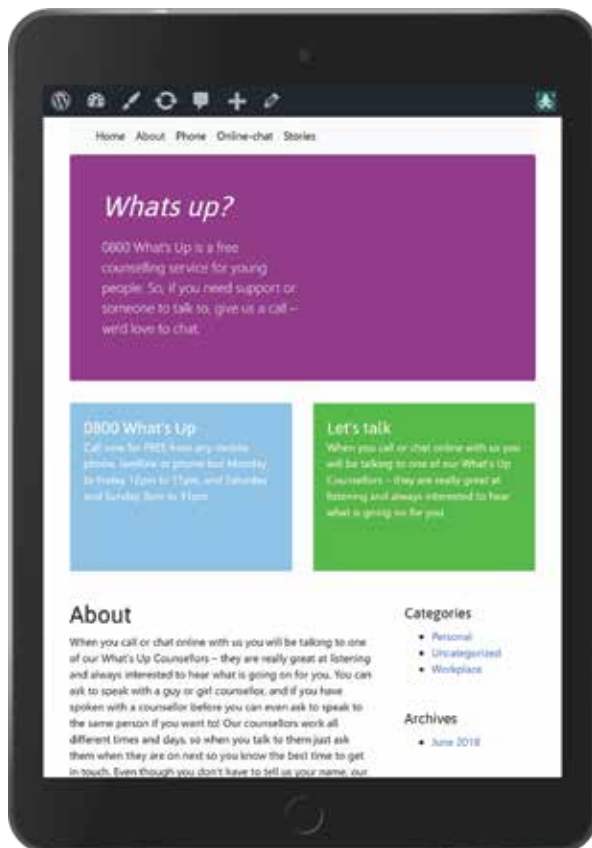 Home About Phone Online-chat Stories
Whats up?
0800 What's Up is a free
counselling service for young
people. So, if you need support or
someone to talk to, give us a call –
we'd love to chat.
0800 What's Up
Call now for FREE from any mobile
phone, landline or phone box Monday
to Friday 12pm to 11pm, and Saturday
and Sunday 3pm to 11pm
Let's talk
When you call or chat online with us you
will be talking to one of our What's Up
Counsellors – they are really great at
listening and always interested to hear
what is going on for you
About
When you call or chat online with us you will be talking to one
of our What's Up Counsellors – they are really great at listening
and always interested to hear what is going on for you. You can
ask to speak with a guy or girl counsellor, and if you have
spoken with a counsellor before you can even ask to speak to
the same person if you want to! Our counsellors work all
different times and days, so when you talk to them just ask
them when they are on next so you know the best time to get
in touch. Even though you don't have to tell us your name, our
Categories
Personal
Uncategorized
Workplace
Archives
June 2018